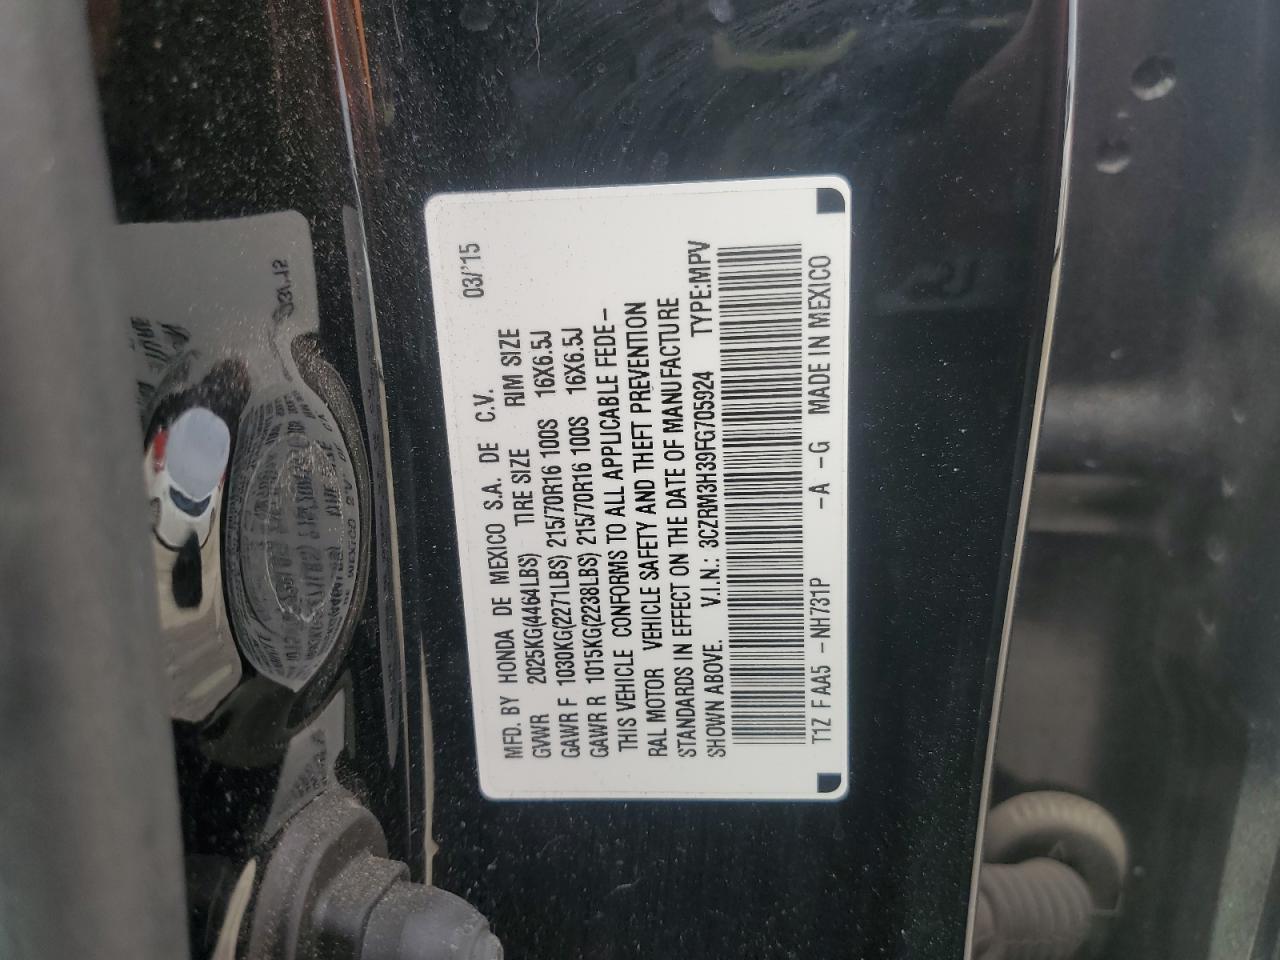 MFD. BY HONDA DE MEXICO S.A. DE C.V. 03/'15
GVWR 2025KG(4464LBS) TIRE SIZE RIM SIZE
GAWR F 1030KG(2271LBS) 215/70R16 100S 16X6.5J
GAWR R 1015KG(2238LBS) 215/70R16 100S 16X6.5J
THIS VEHICLE CONFORMS TO ALL APPLICABLE FEDE-
RAL MOTOR VEHICLE SAFETY AND THEFT PREVENTION
STANDARDS IN EFFECT ON THE DATE OF MANUFACTURE
SHOWN ABOVE. V.I.N.: 3CZRM3H39FG705924 TYPE:MPV
T1Z F AA5 -NH731P -A -G MADE IN MEXICO